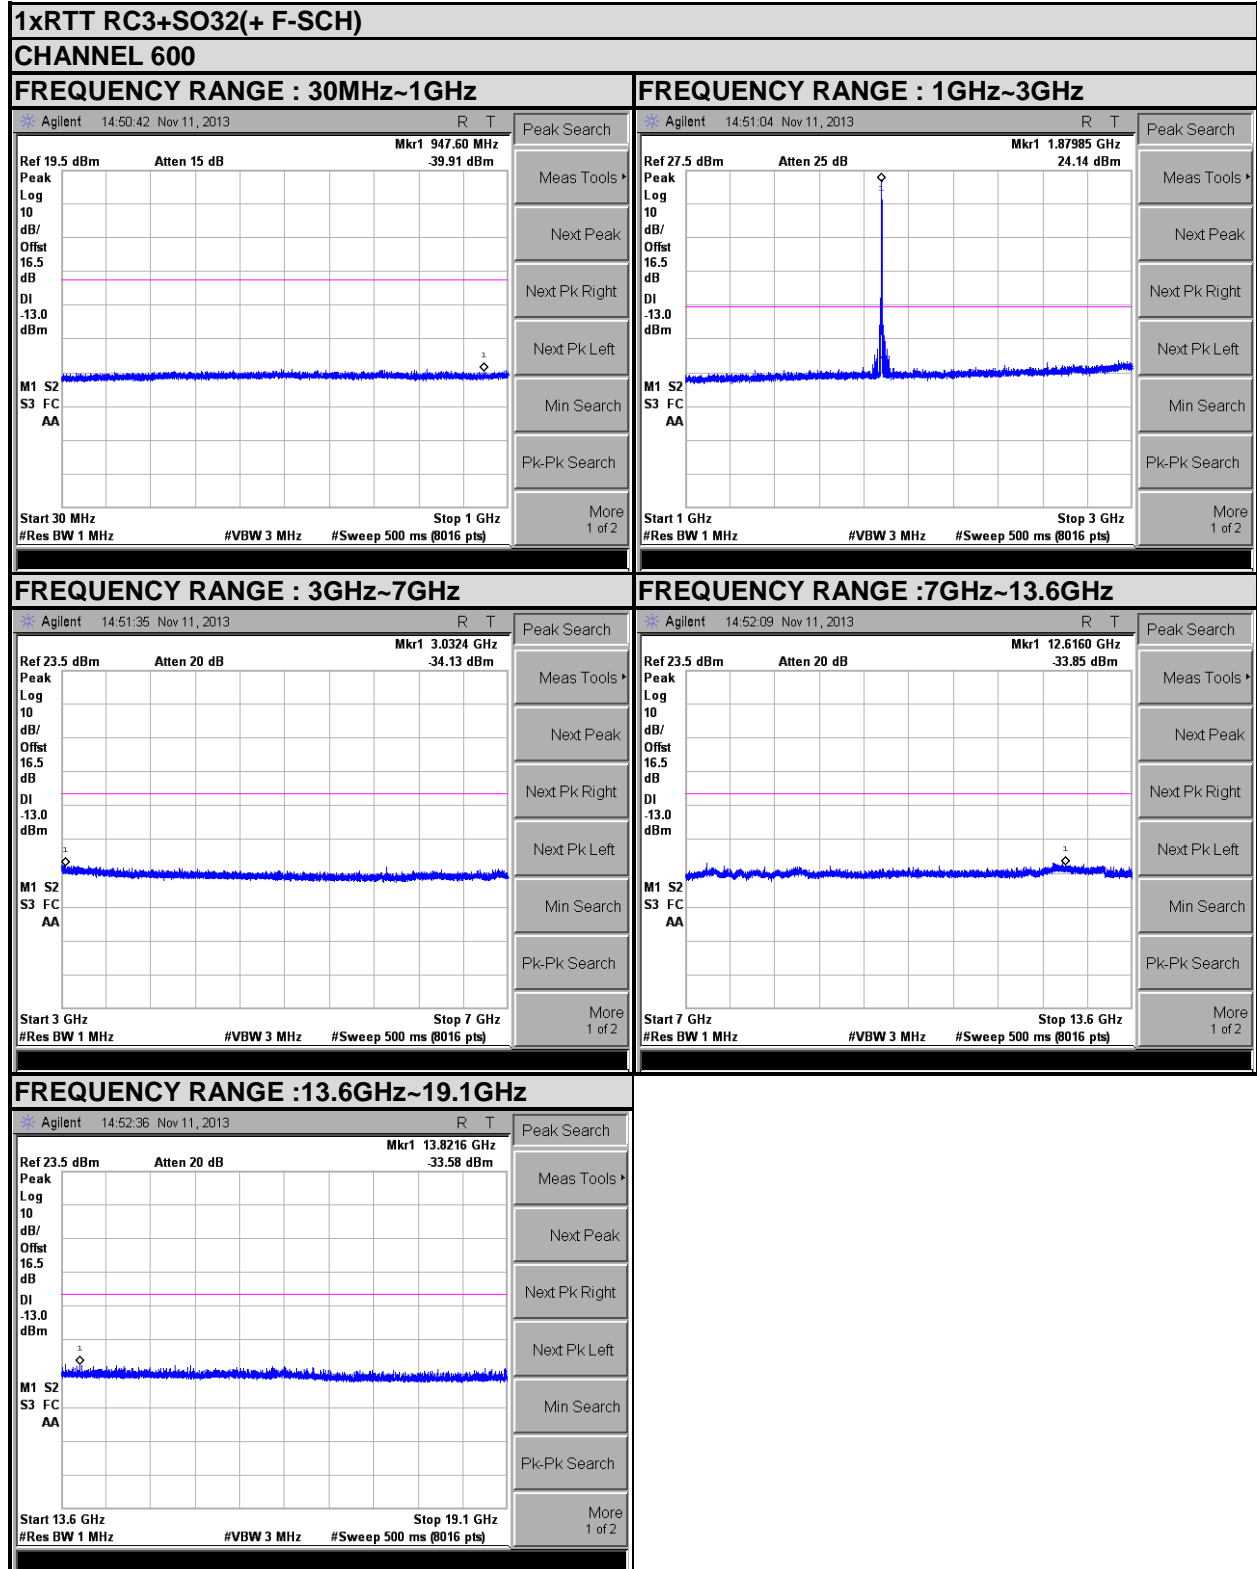 1xRTT RC3+SO32(+ F-SCH)
CHANNEL 600
FREQUENCY RANGE : 30MHz~1GHz
Agilent 14:50:42 Nov 11, 2013 R T
Mkr1 947.60 MHz
Ref 19.5 dBm Atten 15 dB -39.91 dBm
Peak
Log
10
dB/
Offst
16.5
dB
DI
-13.0
dBm
1
M1 S2
S3 FC
AA
Start 30 MHz Stop 1 GHz
#Res BW 1 MHz #VBW 3 MHz #Sweep 500 ms (8016 pts)
Peak Search
Meas Tools
Next Peak
Next Pk Right
Next Pk Left
Min Search
Pk-Pk Search
More
1 of 2
FREQUENCY RANGE : 1GHz~3GHz
Agilent 14:51:04 Nov 11, 2013 R T
Mkr1 1.87985 GHz
Ref 27.5 dBm Atten 25 dB 24.14 dBm
Peak
Log
10
dB/
Offst
16.5
dB
DI
-13.0
dBm
1
M1 S2
S3 FC
AA
Start 1 GHz Stop 3 GHz
#Res BW 1 MHz #VBW 3 MHz #Sweep 500 ms (8016 pts)
Peak Search
Meas Tools
Next Peak
Next Pk Right
Next Pk Left
Min Search
Pk-Pk Search
More
1 of 2
FREQUENCY RANGE : 3GHz~7GHz
Agilent 14:51:35 Nov 11, 2013 R T
Mkr1 3.0324 GHz
Ref 23.5 dBm Atten 20 dB -34.13 dBm
Peak
Log
10
dB/
Offst
16.5
dB
DI
-13.0
dBm
1
M1 S2
S3 FC
AA
Start 3 GHz Stop 7 GHz
#Res BW 1 MHz #VBW 3 MHz #Sweep 500 ms (8016 pts)
Peak Search
Meas Tools
Next Peak
Next Pk Right
Next Pk Left
Min Search
Pk-Pk Search
More
1 of 2
FREQUENCY RANGE :7GHz~13.6GHz
Agilent 14:52:09 Nov 11, 2013 R T
Mkr1 12.6160 GHz
Ref 23.5 dBm Atten 20 dB -33.85 dBm
Peak
Log
10
dB/
Offst
16.5
dB
DI
-13.0
dBm
1
M1 S2
S3 FC
AA
Start 7 GHz Stop 13.6 GHz
#Res BW 1 MHz #VBW 3 MHz #Sweep 500 ms (8016 pts)
Peak Search
Meas Tools
Next Peak
Next Pk Right
Next Pk Left
Min Search
Pk-Pk Search
More
1 of 2
FREQUENCY RANGE :13.6GHz~19.1GHz
Agilent 14:52:36 Nov 11, 2013 R T
Mkr1 13.8216 GHz
Ref 23.5 dBm Atten 20 dB -33.58 dBm
Peak
Log
10
dB/
Offst
16.5
dB
DI
-13.0
dBm
1
M1 S2
S3 FC
AA
Start 13.6 GHz Stop 19.1 GHz
#Res BW 1 MHz #VBW 3 MHz #Sweep 500 ms (8016 pts)
Peak Search
Meas Tools
Next Peak
Next Pk Right
Next Pk Left
Min Search
Pk-Pk Search
More
1 of 2